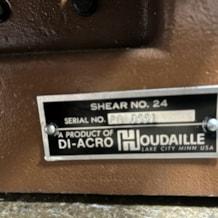 SHEAR NO. 24
SERIAL NO.
A PRODUCT OF
DI-ACRO HOUDAILLE
LAKE CITY MINN USA